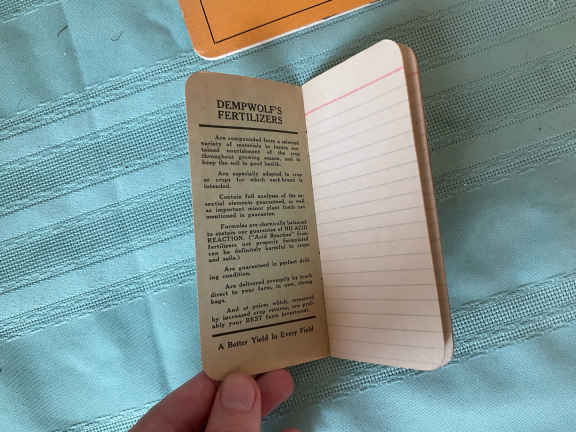 DEMPWOLF'S
FERTILIZERS
Are compounded from a selected
variety of materials to insure sus-
tained nourishment of the crop
throughout growing season, and to
keep the soil in good health.
Are especially adapted to crop
or crops for which each brand is
intended.
Contain full analyses of the es-
sential elements guaranteed, as well
as important minor plant foods not
mentioned in guarantee.
Formulas are chemically balanced
to sustain our guarantee of NO ACID
REACTION. ("Acid Reaction" from
fertilizers not properly formulated
can be definitely harmful to crops
and soils.)
Are guaranteed in perfect drill-
ing condition.
Are delivered promptly by truck
direct to your farm, in new, strong
bags.
And at prices which, measured
by increased crop returns, are prob-
ably your BEST farm investment.
A Better Yield In Every Field